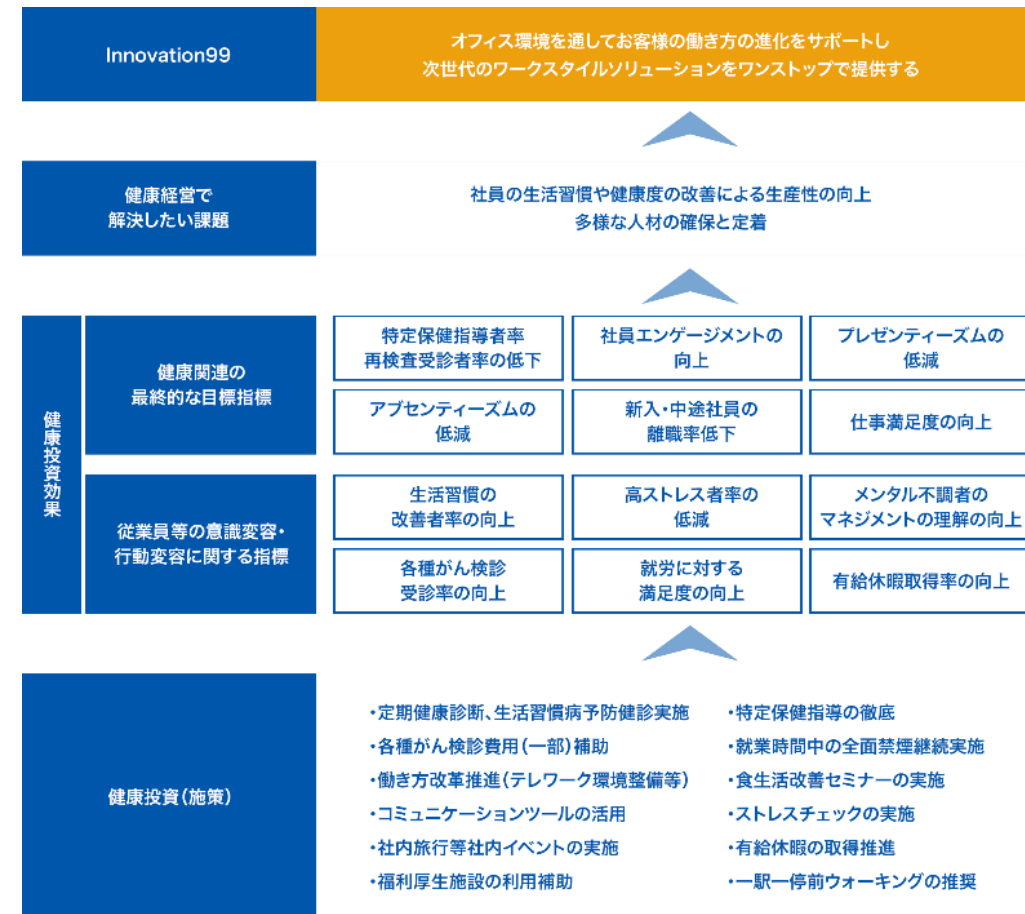 Innovation99
オフィス環境を通してお客様の働き方の進化をサポートし
次世代のワークスタイルソリューションをワンストップで提供する
健康経営で
解決したい課題
社員の生活習慣や健康度の改善による生産性の向上
多様な人材の確保と定着
健康投資効果
健康関連の
最終的な目標指標
特定保健指導者率
再検査受診者率の低下
社員エンゲージメントの
向上
プレゼンティーズムの
低減
アブセンティーズムの
低減
新入・中途社員の
離職率低下
仕事満足度の向上
従業員等の意識変容・
行動変容に関する指標
生活習慣の
改善者率の向上
高ストレス者率の
低減
メンタル不調者の
マネジメントの理解の向上
各種がん検診
受診率の向上
就労に対する
満足度の向上
有給休暇取得率の向上
健康投資(施策)
・定期健康診断、生活習慣病予防健診実施
・各種がん検診費用(一部)補助
・働き方改革推進(テレワーク環境整備等)
・コミュニケーションツールの活用
・社内旅行等社内イベントの実施
・福利厚生施設の利用補助
・特定保健指導の徹底
・就業時間中の全面禁煙継続実施
・食生活改善セミナーの実施
・ストレスチェックの実施
・有給休暇の取得推進
・一駅一停前ウォーキングの推奨